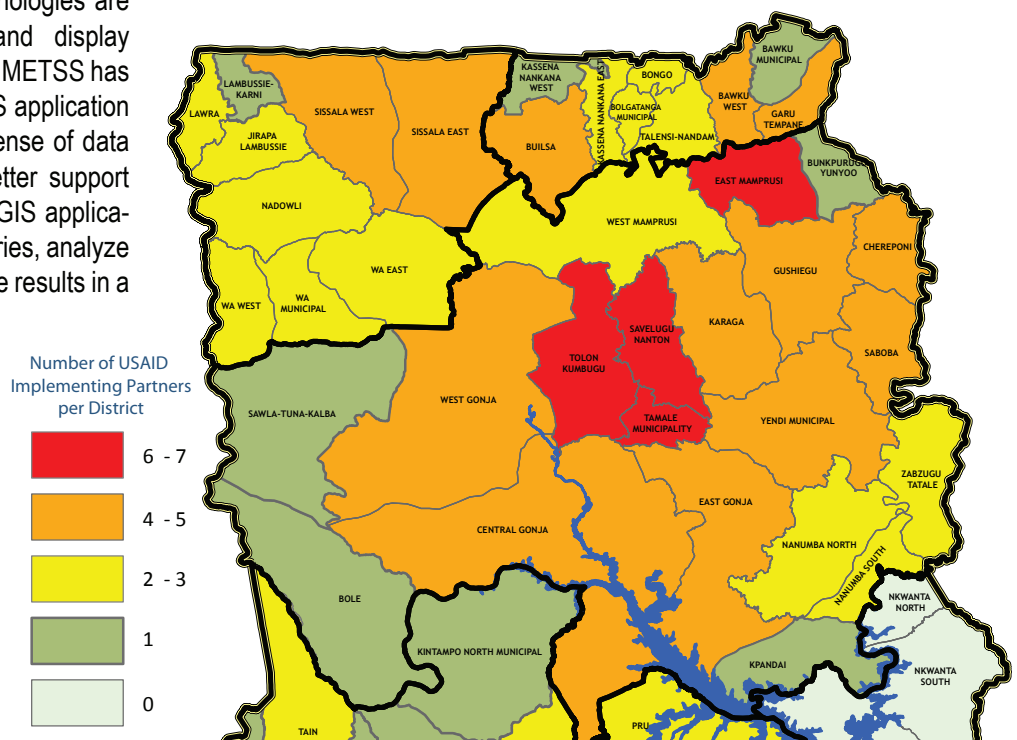 nologies are
and display
METSS has
S application
ense of data
etter support
GIS applica-
ries, analyze
e results in a
Number of USAID
Implementing Partners
per District
6 - 7
4 - 5
2 - 3
1
0
BAWKU
MUNICIPAL
KASSENA
NANKANA
WEST
KASSENA NANKANA EAST
BONGO
LAMBUSSIE-
KARNI
LAWRA
SISSALA WEST
SISSALA EAST
BOLGATANGA
MUNICIPAL
BAWKU
WEST
GARU
TEMPANE
TALENSI-NANDAM
JIRAPA
LAMBUSSIE
BUILSA
BUNKPURUGU
YUNYOO
EAST MAMPRUSI
NADOWLI
WEST MAMPRUSI
CHEREPONI
WA EAST
GUSHIEGU
WA WEST
WA
MUNICIPAL
KARAGA
SAVELUGU
NANTON
SABOBA
TOLON
KUMBUGU
WEST GONJA
SAWLA-TUNA-KALBA
TAMALE
MUNICIPALITY
YENDI MUNICIPAL
ZABZUGU
TATALE
EAST GONJA
CENTRAL GONJA
NANUMBA NORTH
NANUMBA SOUTH
BOLE
NKWANTA
NORTH
KINTAMPO NORTH MUNICIPAL
KPANDAI
NKWANTA
SOUTH
TAIN
PRU